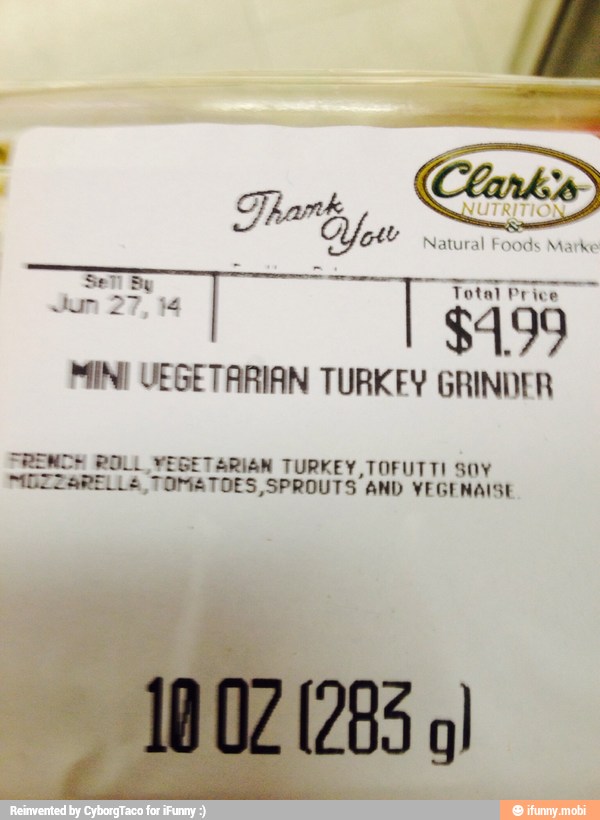 Clark's
NUTRITION
&
Natural Foods Marke
Thank
You
Sell By
Jun 27, 14
Total Price
$4.99
MINI VEGETARIAN TURKEY GRINDER
FRENCH ROLL,VEGETARIAN TURKEY,TOFUTTI SOY
MOZZARELLA,TOMATOES,SPROUTS AND VEGENAISE.
10 OZ (283 g)
Reinvented by CyborgTaco for iFunny :)
ifunny.mobi